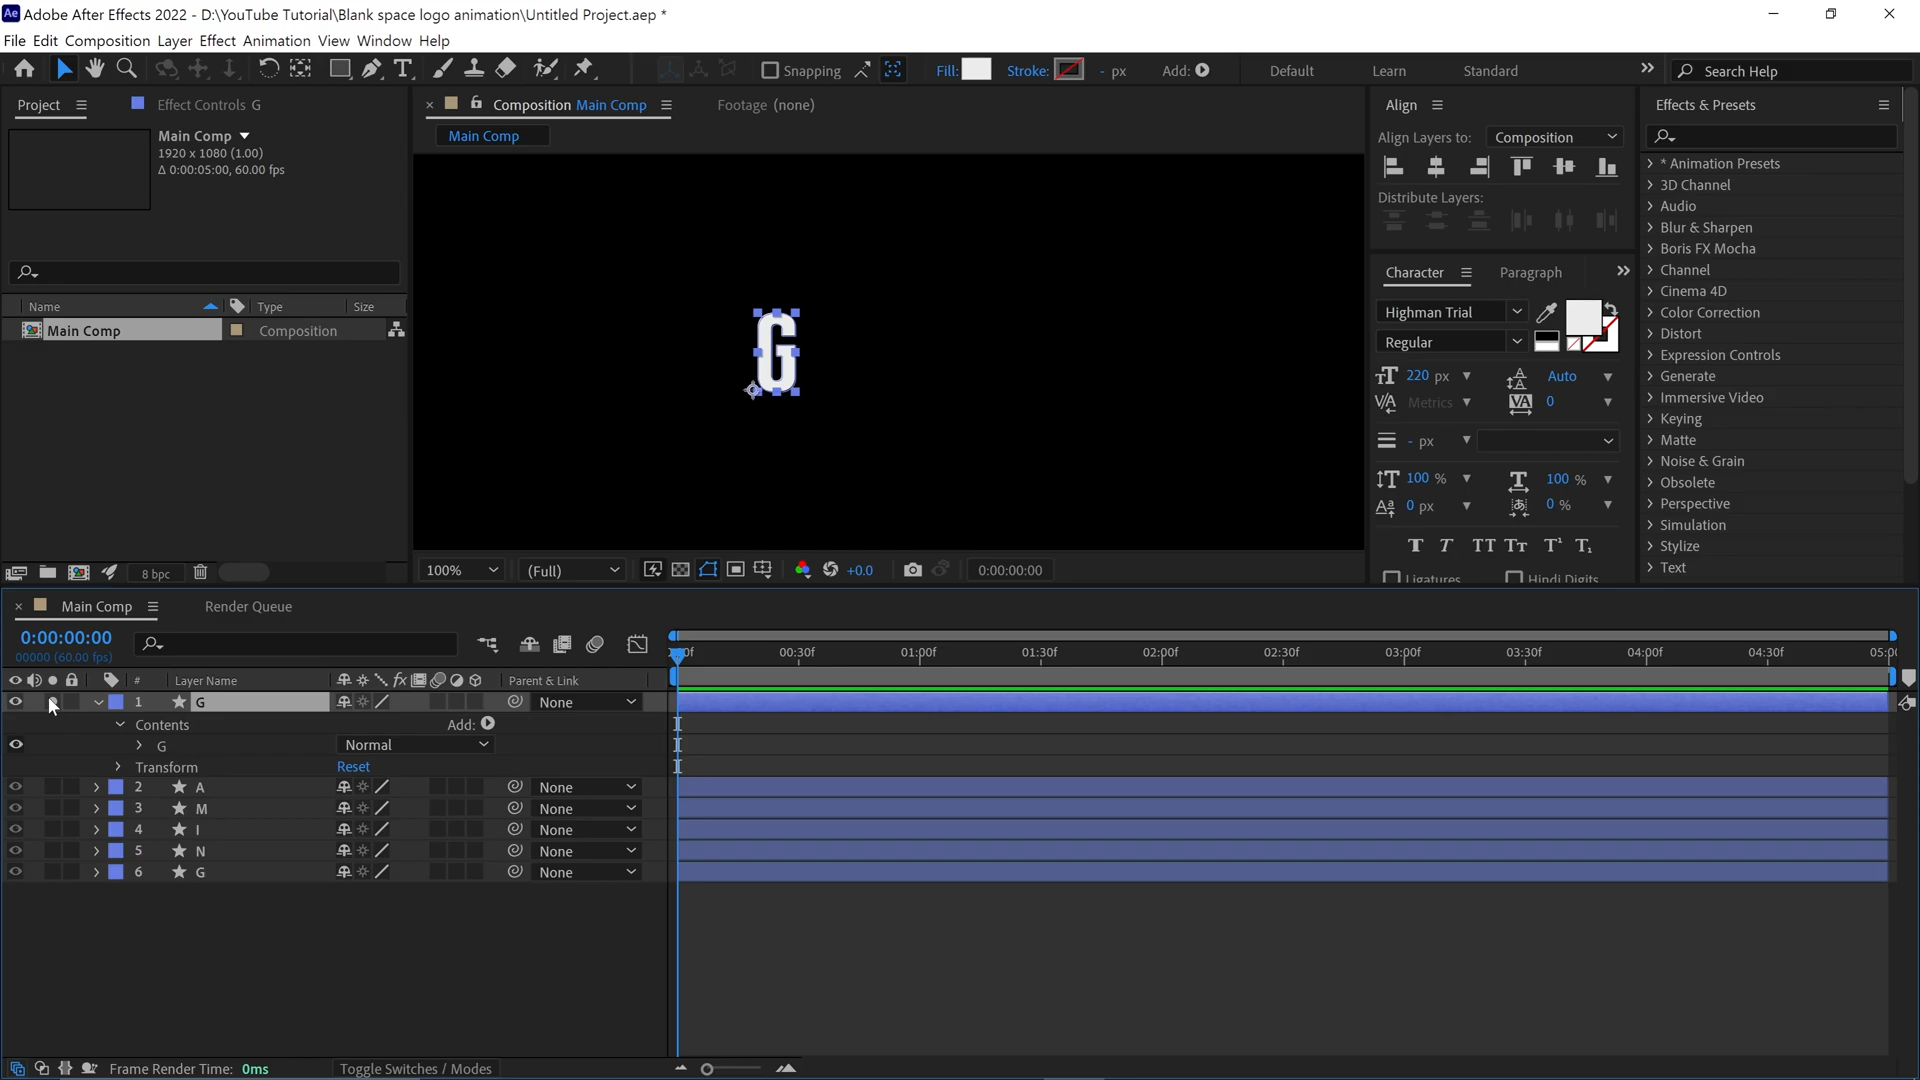 Ae Adobe After Effects 2022 - D:\YouTube Tutorial\Blank space logo animation\Untitled Project.aep *
File Edit Composition Layer Effect Animation View Window Help
Snapping
Fill:
Stroke:
- px
Add:
Default
Learn
Standard
Search Help
Project
Effect Controls G
Composition Main Comp
Footage (none)
Align
Effects & Presets
Main Comp
1920 x 1080 (1.00)
Δ 0:00:05:00, 60.00 fps
Main Comp
Align Layers to:
Composition
Distribute Layers:
* Animation Presets
3D Channel
Audio
Blur & Sharpen
Boris FX Mocha
Channel
Cinema 4D
Color Correction
Distort
Expression Controls
Generate
Immersive Video
Keying
Matte
Noise & Grain
Obsolete
Perspective
Simulation
Stylize
Text
Name
Type
Size
Main Comp
Composition
G
Character
Paragraph
Highman Trial
Regular
220 px
Auto
Metrics
0
- px
100 %
100 %
0 px
0 %
T T TT Tt T¹ T₁
Ligatures
Hindi Digits
8 bpc
100%
(Full)
+0.0
0:00:00:00
Main Comp
Render Queue
0:00:00:00
00000 (60.00 fps)
00:30f
01:00f
01:30f
02:00f
02:30f
03:00f
03:30f
04:00f
04:30f
# Layer Name
fx
Parent & Link
1 G None
Contents
Add:
G Normal
Transform Reset
2 A None
3 M None
4 I None
5 N None
6 G None
Frame Render Time: 0ms
Toggle Switches / Modes